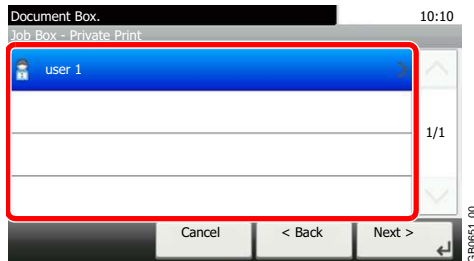 Document Box.
10:10
Job Box - Private Print
user 1
1/1
Cancel
< Back
Next >
GB0651_00